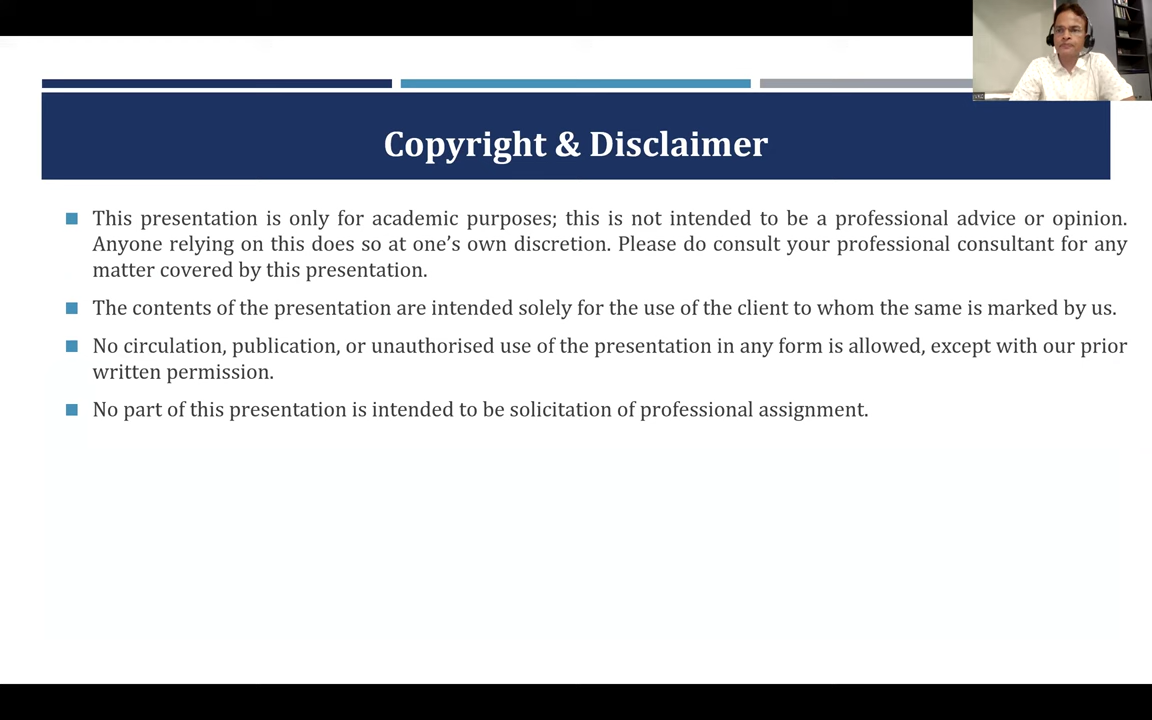 Copyright & Disclaimer
This presentation is only for academic purposes; this is not intended to be a professional advice or opinion.
Anyone relying on this does so at one’s own discretion. Please do consult your professional consultant for any
matter covered by this presentation.
The contents of the presentation are intended solely for the use of the client to whom the same is marked by us.
No circulation, publication, or unauthorised use of the presentation in any form is allowed, except with our prior
written permission.
No part of this presentation is intended to be solicitation of professional assignment.